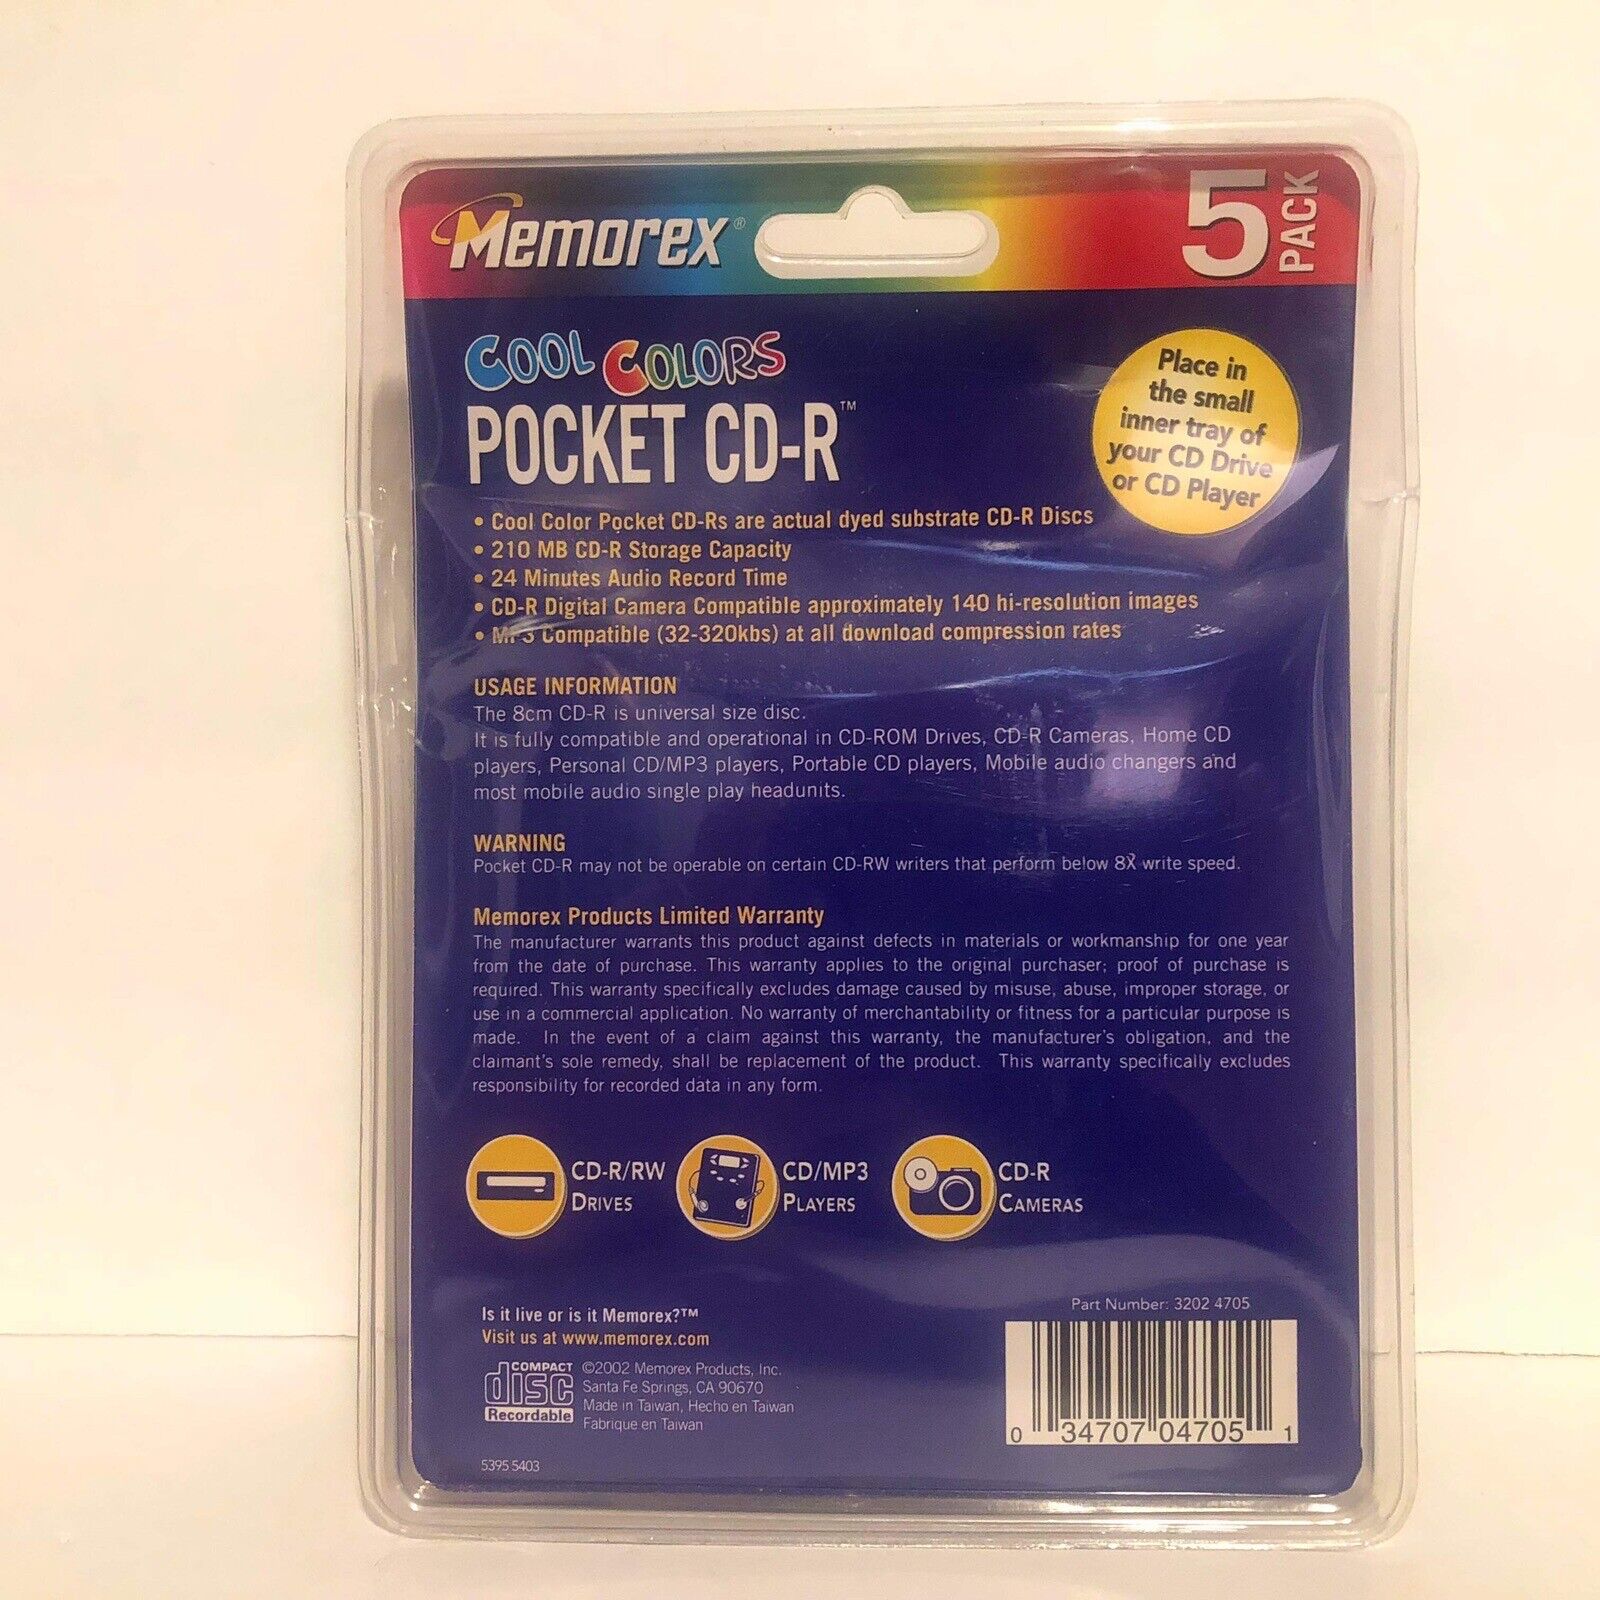 Memorex®
5 PACK
COOL COLORS
POCKET CD-R™
Place in
the small
inner tray of
your CD Drive
or CD Player
• Cool Color Pocket CD-Rs are actual dyed substrate CD-R Discs
• 210 MB CD-R Storage Capacity
• 24 Minutes Audio Record Time
• CD-R Digital Camera Compatible approximately 140 hi-resolution images
• MP3 Compatible (32-320kbs) at all download compression rates
USAGE INFORMATION
The 8cm CD-R is universal size disc.
It is fully compatible and operational in CD-ROM Drives, CD-R Cameras, Home CD
players, Personal CD/MP3 players, Portable CD players, Mobile audio changers and
most mobile audio single play headunits.
WARNING
Pocket CD-R may not be operable on certain CD-RW writers that perform below 8X write speed.
Memorex Products Limited Warranty
The manufacturer warrants this product against defects in materials or workmanship for one year
from the date of purchase. This warranty applies to the original purchaser; proof of purchase is
required. This warranty specifically excludes damage caused by misuse, abuse, improper storage, or
use in a commercial application. No warranty of merchantability or fitness for a particular purpose is
made. In the event of a claim against this warranty, the manufacturer's obligation, and the
claimant's sole remedy, shall be replacement of the product. This warranty specifically excludes
responsibility for recorded data in any form.
CD-R/RW
DRIVES
CD/MP3
PLAYERS
CD-R
CAMERAS
Is it live or is it Memorex?™
Visit us at www.memorex.com
COMPACT
disc
Recordable
©2002 Memorex Products, Inc.
Santa Fe Springs, CA 90670
Made in Taiwan, Hecho en Taiwan
Fabrique en Taiwan
5395 5403
Part Number: 3202 4705
0 34707 04705 1